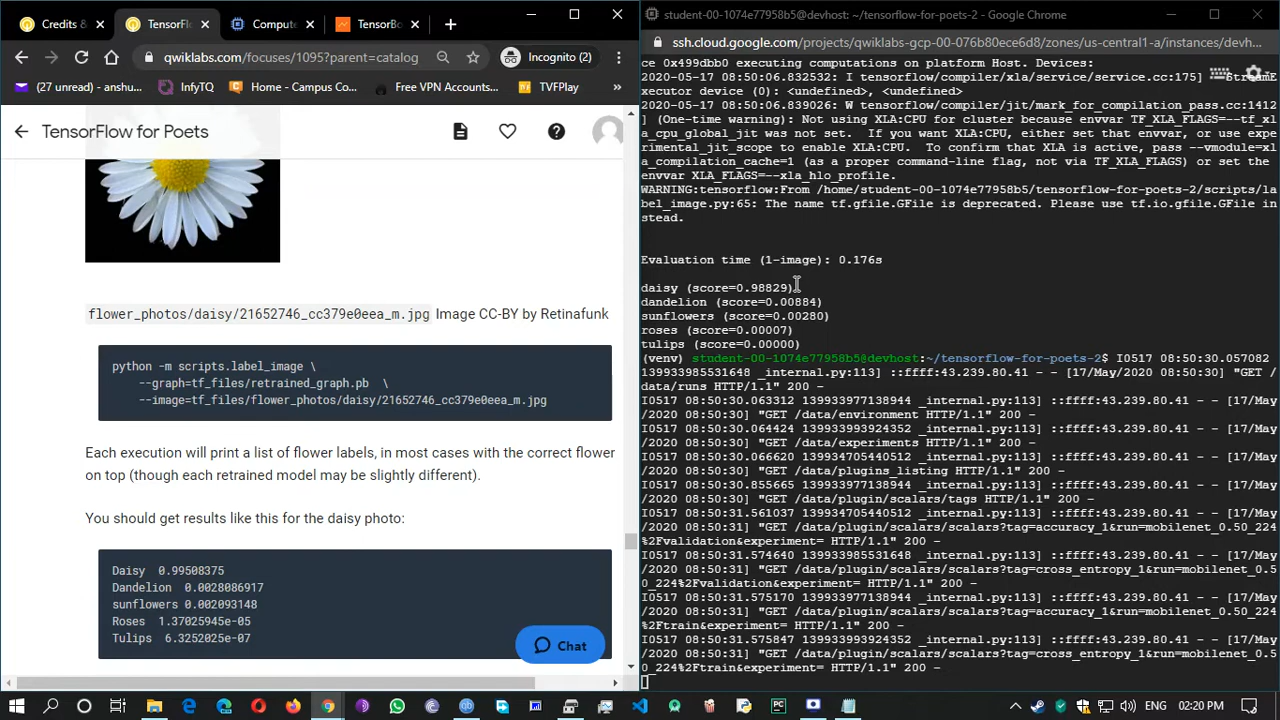 Credits &
TensorFl
Compute
TensorBo
qwiklabs.com/focuses/1095?parent=catalog
Incognito (2)
(27 unread) - anshu...
InfyTQ
Home - Campus Co...
Free VPN Accounts...
TVFPlay
TensorFlow for Poets
flower_photos/daisy/21652746_cc379e0eea_m.jpg Image CC-BY by Retinafunk
python -m scripts.label_image \
--graph=tf_files/retrained_graph.pb \
--image=tf_files/flower_photos/daisy/21652746_cc379e0eea_m.jpg
Each execution will print a list of flower labels, in most cases with the correct flower
on top (though each retrained model may be slightly different).
You should get results like this for the daisy photo:
Daisy 0.99508375
Dandelion 0.0028086917
sunflowers 0.002093148
Roses 1.37025945e-05
Tulips 6.3252025e-07
Chat
student-00-1074e77958b5@devhost: ~/tensorflow-for-poets-2 - Google Chrome
ssh.cloud.google.com/projects/qwiklabs-gcp-00-076b80ece6d8/zones/us-central1-a/instances/devh...
ce 0x499dbb0 executing computations on platform Host. Devices:
2020-05-17 08:50:06.832532: I tensorflow/compiler/xla/service/service.cc:175] StreamE
xecutor device (0): <undefined>, <undefined>
2020-05-17 08:50:06.839026: W tensorflow/compiler/jit/mark_for_compilation_pass.cc:1412
] (One-time warning): Not using XLA:CPU for cluster because envvar TF_XLA_FLAGS=--tf_xl
a_cpu_global_jit was not set. If you want XLA:CPU, either set that envvar, or use expe
rimental_jit_scope to enable XLA:CPU. To confirm that XLA is active, pass --vmodule=xl
a_compilation_cache=1 (as a proper command-line flag, not via TF_XLA_FLAGS) or set the
envvar XLA_FLAGS=--xla_hlo_profile.
WARNING:tensorflow:From /home/student-00-1074e77958b5/tensorflow-for-poets-2/scripts/la
bel_image.py:65: The name tf.gfile.GFile is deprecated. Please use tf.io.gfile.GFile in
stead.
Evaluation time (1-image): 0.176s
daisy (score=0.98829)
dandelion (score=0.00884)
sunflowers (score=0.00280)
roses (score=0.00007)
tulips (score=0.00000)
(venv) student-00-1074e77958b5@devhost:~/tensorflow-for-poets-2$ I0517 08:50:30.057082
139933985531648 _internal.py:113] ::ffff:43.239.80.41 - - [17/May/2020 08:50:30] "GET /
data/runs HTTP/1.1" 200 -
I0517 08:50:30.063312 139933977138944 _internal.py:113] ::ffff:43.239.80.41 - - [17/May
/2020 08:50:30] "GET /data/environment HTTP/1.1" 200 -
I0517 08:50:30.064424 139933993924352 _internal.py:113] ::ffff:43.239.80.41 - - [17/May
/2020 08:50:30] "GET /data/experiments HTTP/1.1" 200 -
I0517 08:50:30.066620 139934705440512 _internal.py:113] ::ffff:43.239.80.41 - - [17/May
/2020 08:50:30] "GET /data/plugins_listing HTTP/1.1" 200 -
I0517 08:50:30.855665 139933985531648 _internal.py:113] ::ffff:43.239.80.41 - - [17/May
/2020 08:50:30] "GET /data/plugin/scalars/tags HTTP/1.1" 200 -
I0517 08:50:31.561037 139934705440512 _internal.py:113] ::ffff:43.239.80.41 - - [17/May
/2020 08:50:31] "GET /data/plugin/scalars/scalars?tag=accuracy_1&run=mobilenet_0.50_224
%2Fvalidation&experiment= HTTP/1.1" 200 -
I0517 08:50:31.574640 139933985531648 _internal.py:113] ::ffff:43.239.80.41 - - [17/May
/2020 08:50:31] "GET /data/plugin/scalars/scalars?tag=cross_entropy_1&run=mobilenet_0.5
0_224%2Fvalidation&experiment= HTTP/1.1" 200 -
I0517 08:50:31.575170 139933977138944 _internal.py:113] ::ffff:43.239.80.41 - - [17/May
/2020 08:50:31] "GET /data/plugin/scalars/scalars?tag=accuracy_1&run=mobilenet_0.50_224
%2Ftrain&experiment= HTTP/1.1" 200 -
I0517 08:50:31.575847 139933993924352 _internal.py:113] ::ffff:43.239.80.41 - - [17/May
/2020 08:50:31] "GET /data/plugin/scalars/scalars?tag=cross_entropy_1&run=mobilenet_0.5
0_224%2Ftrain&experiment= HTTP/1.1" 200 -
ENG
02:20 PM